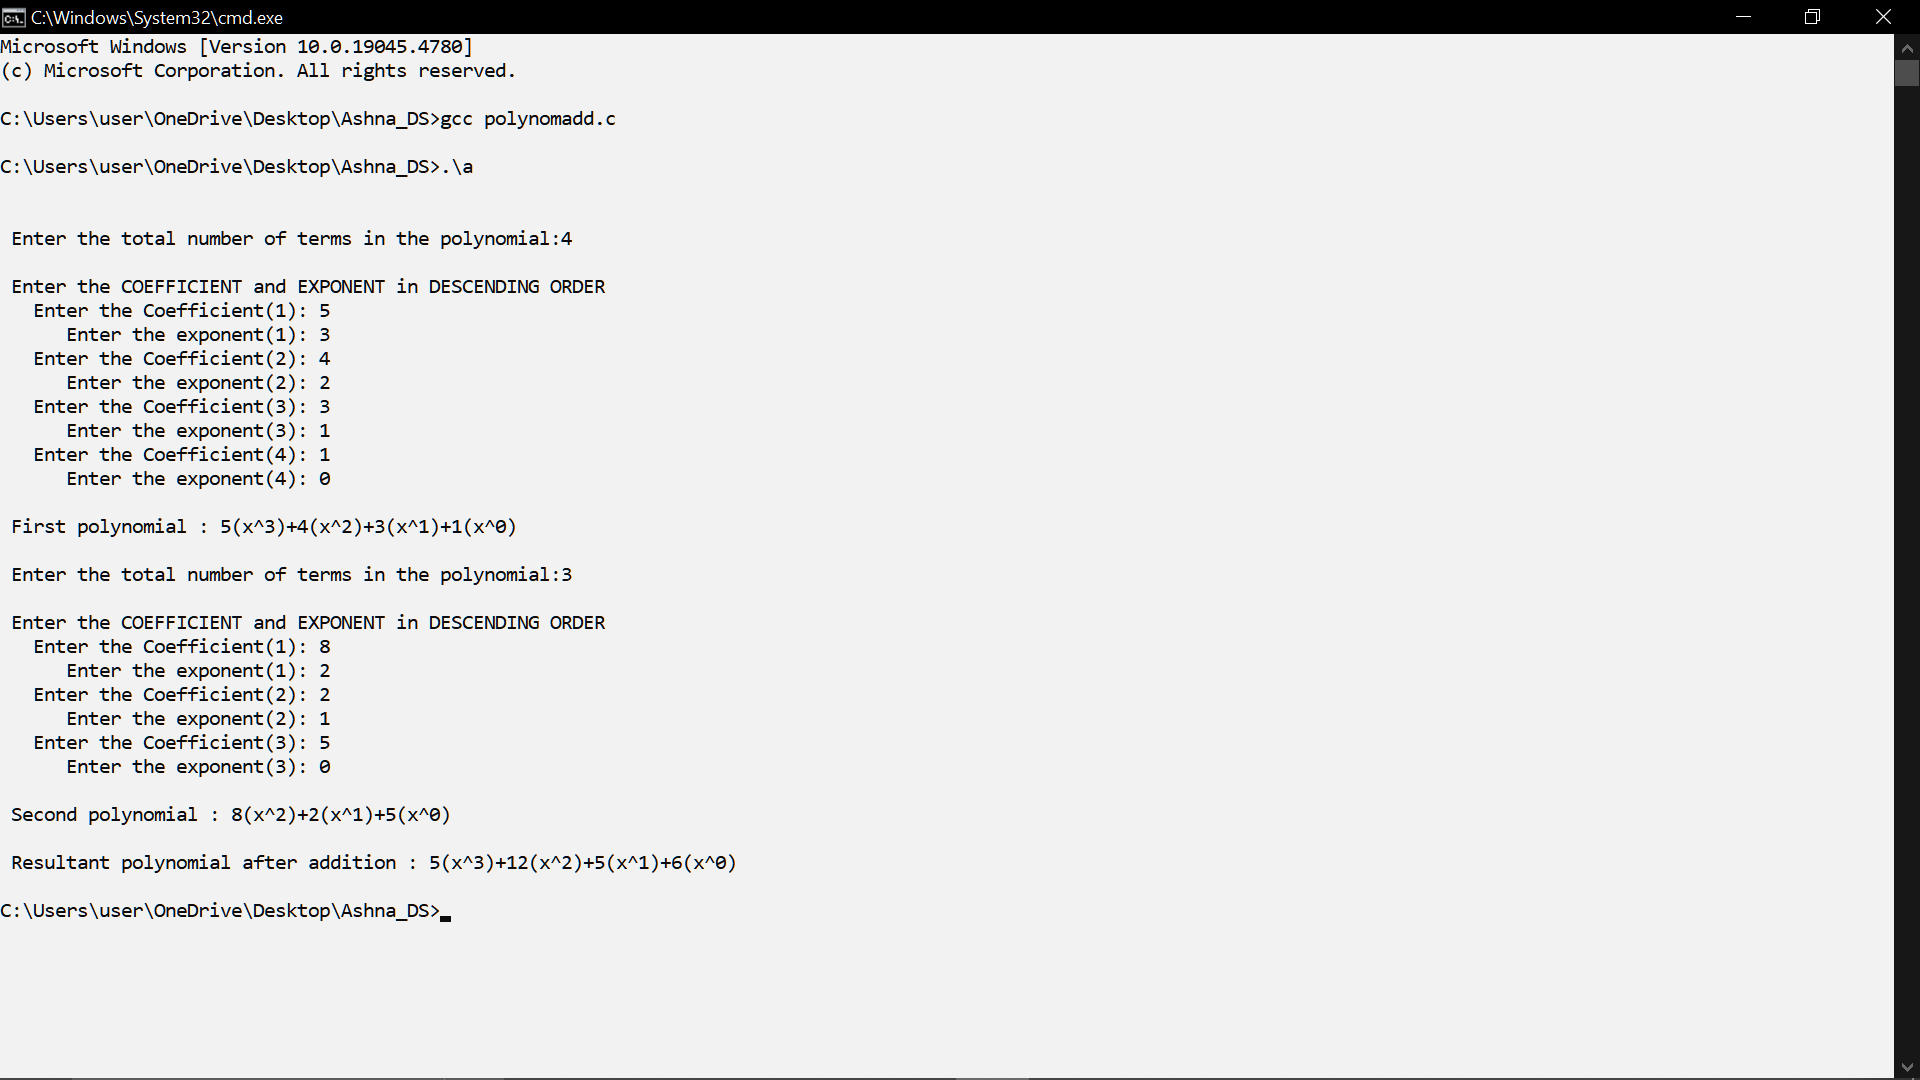 C:\Windows\System32\cmd.exe
Microsoft Windows [Version 10.0.19045.4780]
(c) Microsoft Corporation. All rights reserved.
C:\Users\user\OneDrive\Desktop\Ashna_DS>gcc polynomadd.c
C:\Users\user\OneDrive\Desktop\Ashna_DS>.\a
Enter the total number of terms in the polynomial:4
Enter the COEFFICIENT and EXPONENT in DESCENDING ORDER
Enter the Coefficient(1): 5
Enter the exponent(1): 3
Enter the Coefficient(2): 4
Enter the exponent(2): 2
Enter the Coefficient(3): 3
Enter the exponent(3): 1
Enter the Coefficient(4): 1
Enter the exponent(4): 0
First polynomial : 5(x^3)+4(x^2)+3(x^1)+1(x^0)
Enter the total number of terms in the polynomial:3
Enter the COEFFICIENT and EXPONENT in DESCENDING ORDER
Enter the Coefficient(1): 8
Enter the exponent(1): 2
Enter the Coefficient(2): 2
Enter the exponent(2): 1
Enter the Coefficient(3): 5
Enter the exponent(3): 0
Second polynomial : 8(x^2)+2(x^1)+5(x^0)
Resultant polynomial after addition : 5(x^3)+12(x^2)+5(x^1)+6(x^0)
C:\Users\user\OneDrive\Desktop\Ashna_DS>